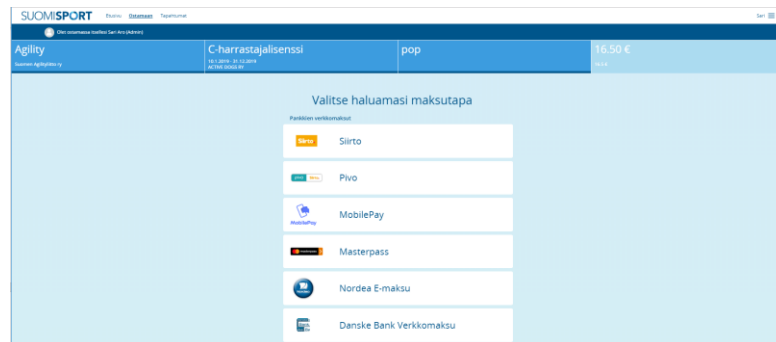 SUOMISPORT Etusivu Ostamaan Tapahtumat Sari
Olet ostamassa itsellesi Sari Aro (Admin)
Agility
Suomen Agilityliitto ry
C-harrastajalisenssi
10.1.2019 - 31.12.2019
ACTIVE DOGS RY
pop
16.50 €
Valitse haluamasi maksutapa
Pankkien verkkomaksut
Siirto
Siirto
Pivo
MobilePay
MobilePay
Masterpass
Nordea E-maksu
Danske Bank Verkkomaksu